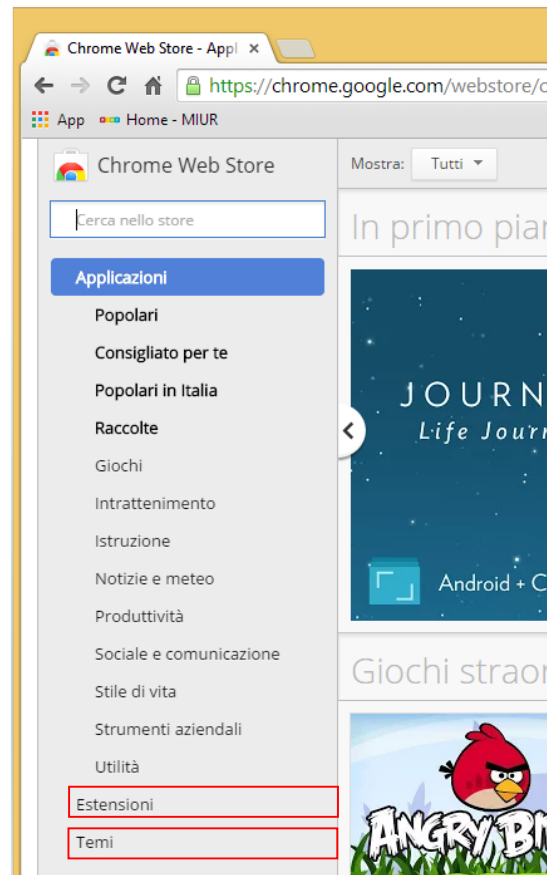 Chrome Web Store - Appl
https://chrome.google.com/webstore/c
App Home - MIUR
Chrome Web Store
Mostra: Tutti
Cerca nello store
In primo pian
Applicazioni
Popolari
Consigliato per te
Popolari in Italia
Raccolte
Giochi
Intrattenimento
Istruzione
Notizie e meteo
Produttività
Sociale e comunicazione
Stile di vita
Strumenti aziendali
Utilità
Estensioni
Temi
JOURN
Life Journ
Android + C
Giochi straor
ANGRY BI